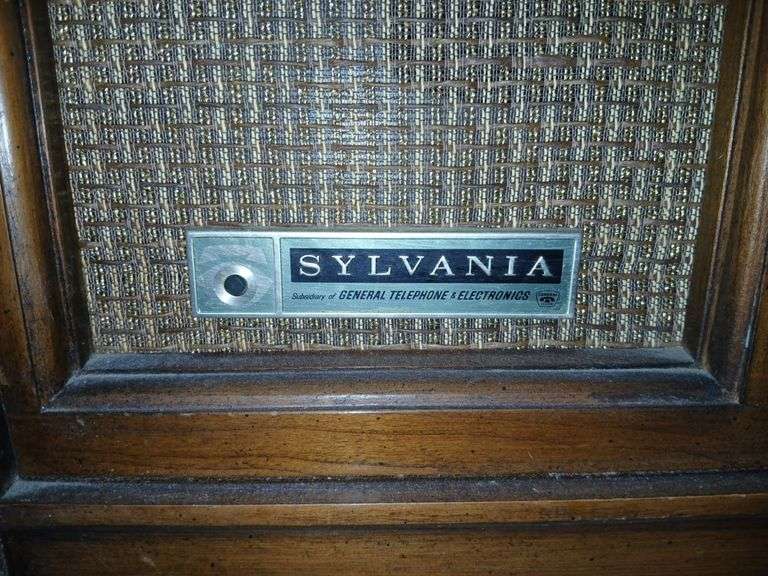 SYLVANIA
Subsidiary of GENERAL TELEPHONE & ELECTRONICS